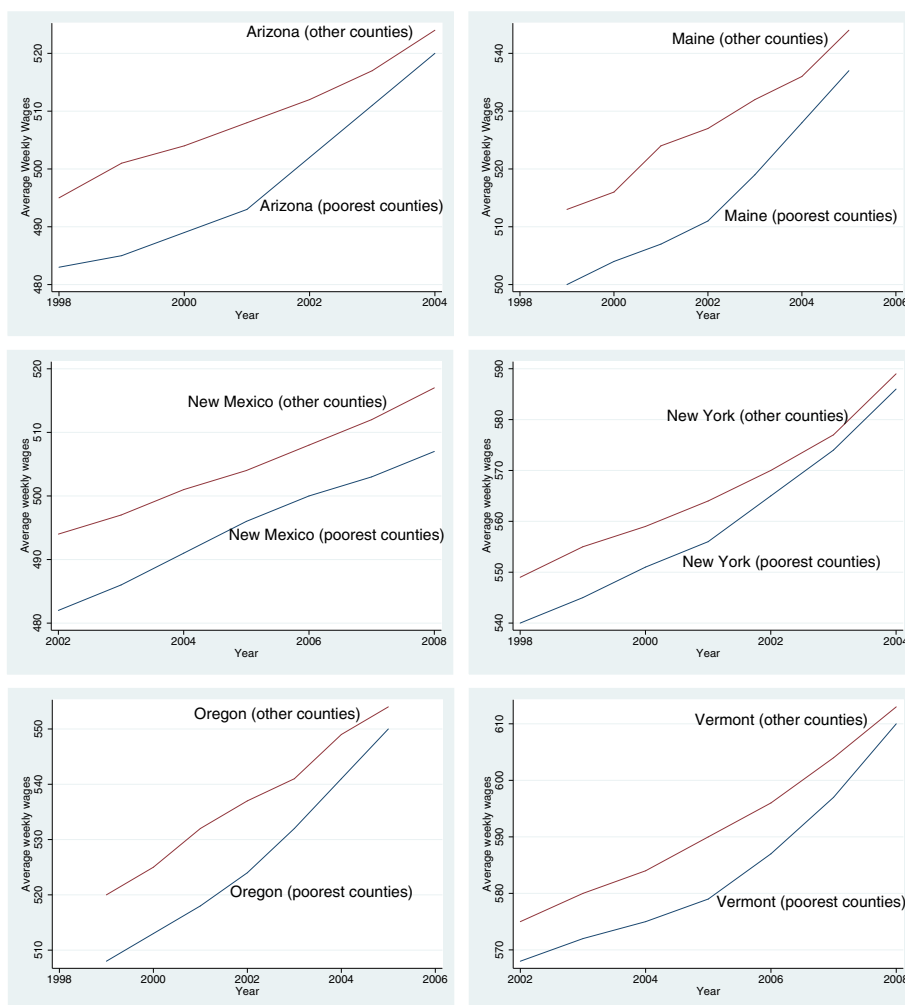 Arizona (other counties)
Arizona (poorest counties)
Average Weekly Wages
480 490 500 510 520
1998 2000 2002 2004
Year
Maine (other counties)
Maine (poorest counties)
Average Weekly Wages
500 510 520 530 540
1998 2000 2002 2004 2006
Year
New Mexico (other counties)
New Mexico (poorest counties)
Average weekly wages
480 490 500 510 520
2002 2004 2006 2008
Year
New York (other counties)
New York (poorest counties)
Average weekly wages
540 550 560 570 580 590
1998 2000 2002 2004
Year
Oregon (other counties)
Oregon (poorest counties)
Average weekly wages
510 520 530 540 550
1998 2000 2002 2004 2006
Year
Vermont (other counties)
Vermont (poorest counties)
Average weekly wages
570 580 590 600 610
2002 2004 2006 2008
Year